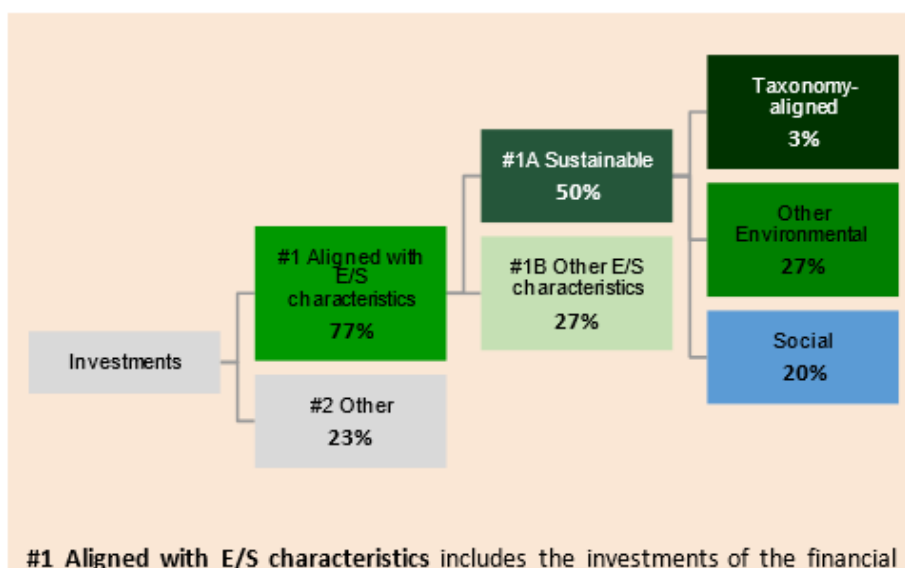 Investments
#1 Aligned with
E/S
characteristics
77%
#2 Other
23%
#1A Sustainable
50%
#1B Other E/S
characteristics
27%
Taxonomy-
aligned
3%
Other
Environmental
27%
Social
20%
#1 Aligned with E/S characteristics includes the investments of the financial